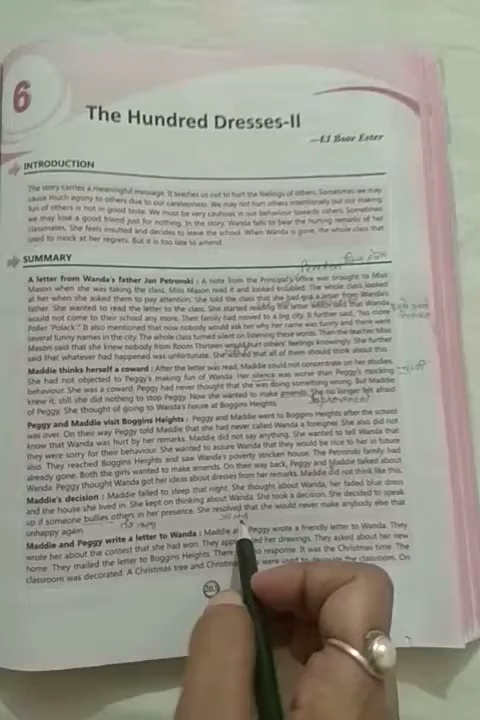 6
The Hundred Dresses-II
—El Bsor Ester
INTRODUCTION
The story carries a meaningful message. It teaches us not to hurt the feelings of others. Sometimes we may
cause much agony to others due to our carelessness. We may not hurt others intentionally but our making
fun of others is not in good taste. We must be very cautious in our behaviour towards others. Sometimes
we may lose a good friend just for nothing. In the story, Wanda fails to bear the hurting remarks of her
classmates. She feels insulted and decides to leave the school. When Wanda is gone, the whole class that
used to mock at her regrets. But it is too late to amend.
SUMMARY
A letter from Wanda's father Jan Petronski : A note from the Principal's office was brought to Miss
Mason when she was taking the class. Miss Mason read it and looked troubled. The whole class looked
at her when she asked them to pay attention. She told the class that she had got a letter from Wanda's
father. She wanted to read the letter to the class. She started reading the letter which said that Wanda
would not come to their school any more. Their family had moved to a big city. It further said, "No more
Poller 'Polack'." It also mentioned that now nobody would ask her why her name was funny and there were
several funny names in the city. The whole class turned silent on listening these words. Then the teacher Miss
Mason said that she knew nobody from Room Thirteen would hurt others' feelings knowingly. She further
said that whatever had happened was unfortunate. She wished that all of them should think about this.
Maddie thinks herself a coward : After the letter was read, Maddie could not concentrate on her studies.
She had not objected to Peggy's making fun of Wanda. Her silence was worse than Peggy's mocking
behaviour. She was a coward. Peggy had never thought that she was doing something wrong. But Maddie
knew it, still she did nothing to stop Peggy. Now she wanted to make amends. She no longer felt afraid
of Peggy. She thought of going to Wanda's house at Boggins Heights.
Peggy and Maddie visit Boggins Heights : Peggy and Maddie went to Boggins Heights after the school
was over. On their way Peggy told Maddie that she had never called Wanda a foreigner. She also did not
know that Wanda was hurt by her remarks. Maddie did not say anything. She wanted to tell Wanda that
they were sorry for their behaviour. She wanted to assure Wanda that they would be nice to her in future
also. They reached Boggins Heights and saw Wanda's poverty stricken house. The Petronski family had
already gone. Both the girls wanted to make amends. On their way back, Peggy and Maddie talked about
Wanda. Peggy thought Wanda got her ideas about dresses from her remarks. Maddie did not think like this.
Maddie's decision : Maddie failed to sleep that night. She thought about Wanda, her faded blue dress
and the house she lived in. She kept on thinking about Wanda. She took a decision. She decided to speak
up if someone bullies others in her presence. She resolved that she would never make anybody else that
unhappy again.
Maddie and Peggy write a letter to Wanda : Maddie Peggy wrote a friendly letter to Wanda. They
wrote her about the contest that she had won. They her drawings. They asked about her new
home. They mailed the letter to Boggins Heights. There no response. It was the Christmas time. The
classroom was decorated. A Christmas tree and were used to decorate the classroom. On
263